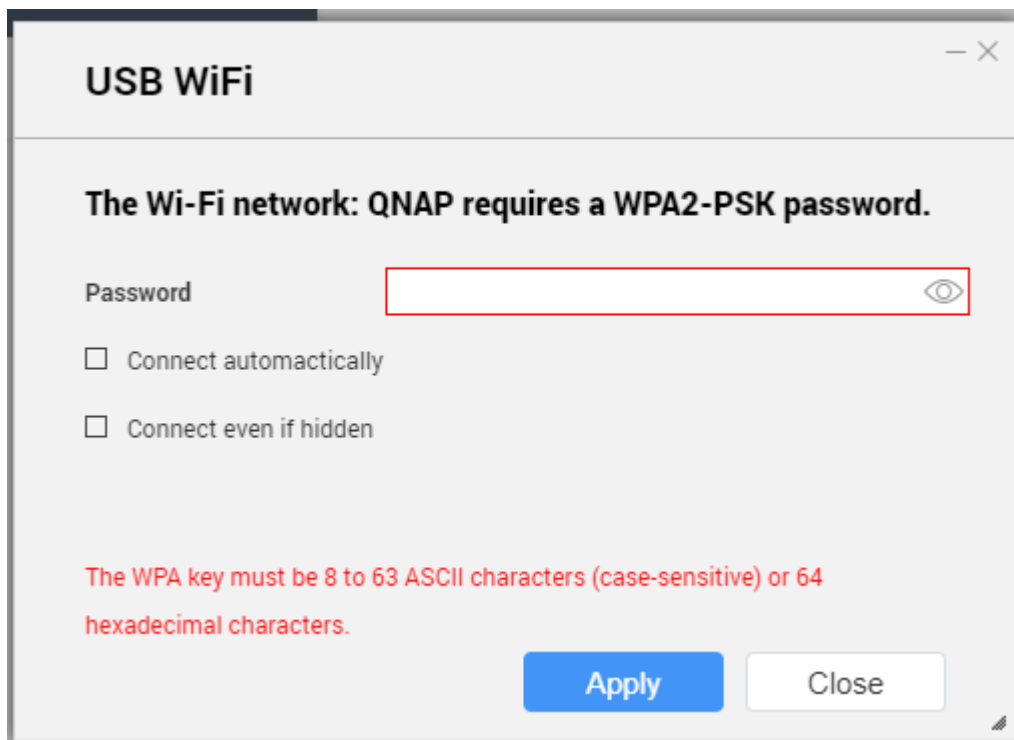 USB WiFi
The Wi-Fi network: QNAP requires a WPA2-PSK password.
Password
Connect automactically
Connect even if hidden
The WPA key must be 8 to 63 ASCII characters (case-sensitive) or 64
hexadecimal characters.
Apply Close